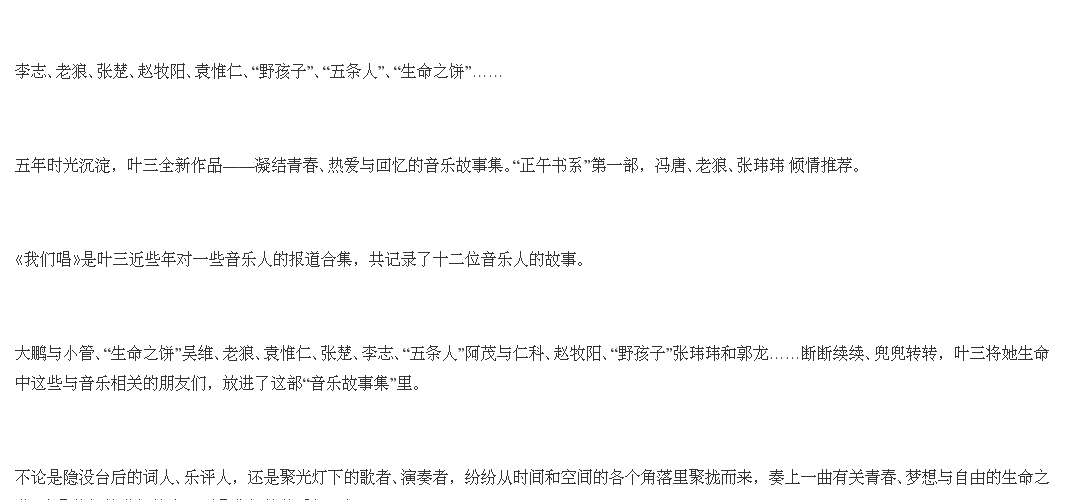 李志、老狼、张楚、赵牧阳、袁惟仁、“野孩子”、“五条人”、“生命之饼”……
五年时光沉淀，叶三全新作品——凝结青春、热爱与回忆的音乐故事集。“正午书系”第一部，冯唐、老狼、张玮玮 倾情推荐。
《我们唱》是叶三近些年对一些音乐人的报道合集，共记录了十二位音乐人的故事。
大鹏与小管、“生命之饼”吴维、老狼、袁惟仁、张楚、李志、“五条人”阿茂与仁科、赵牧阳、“野孩子”张玮玮和郭龙……断断续续、兜兜转转，叶三将她生命
中这些与音乐相关的朋友们，放进了这部“音乐故事集”里。
不论是隐没台后的词人、乐评人，还是聚光灯下的歌者、演奏者，纷纷从时间和空间的各个角落里聚拢而来，奏上一曲有关青春、梦想与自由的生命之